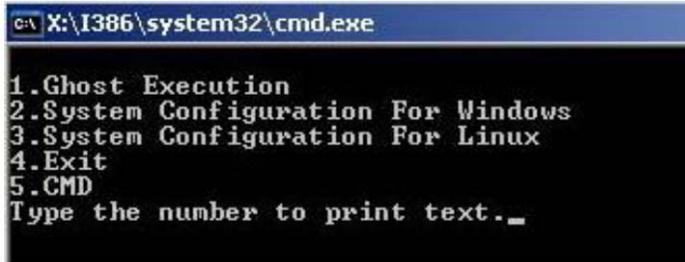 X:\I386\system32\cmd.exe
1.Ghost Execution
2.System Configuration For Windows
3.System Configuration For Linux
4.Exit
5.CMD
Type the number to print text._